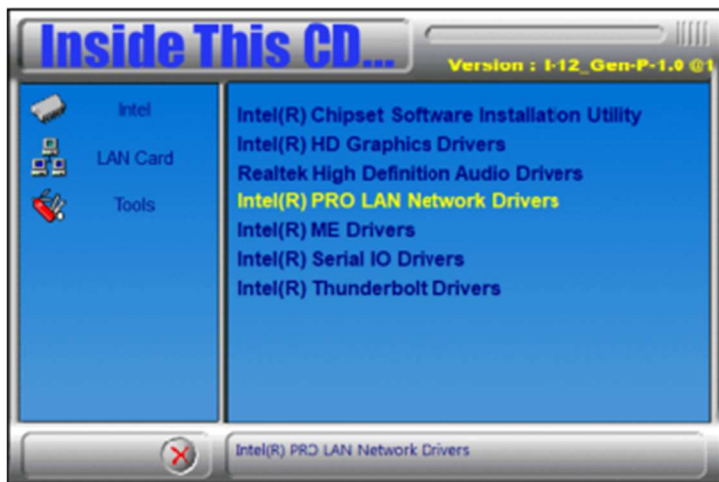 Inside This CD...
Version : I-12_Gen-P-1.0 @1
Intel
LAN Card
Tools
Intel(R) Chipset Software Installation Utility
Intel(R) HD Graphics Drivers
Realtek High Definition Audio Drivers
Intel(R) PRO LAN Network Drivers
Intel(R) ME Drivers
Intel(R) Serial IO Drivers
Intel(R) Thunderbolt Drivers
Intel(R) PRO LAN Network Drivers